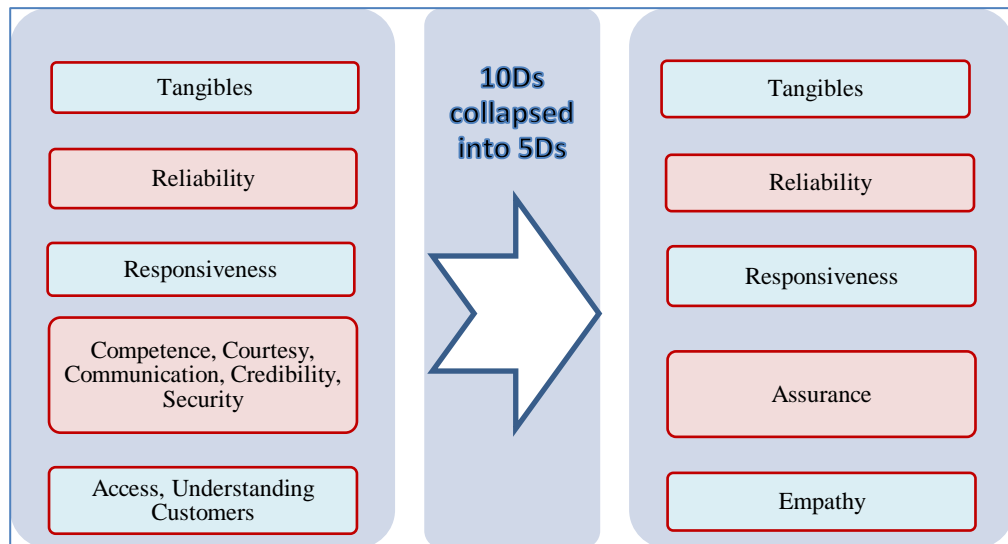 Tangibles
Reliability
Responsiveness
Competence, Courtesy,
Communication, Credibility,
Security
Access, Understanding
Customers
10Ds
collapsed
into 5Ds
Tangibles
Reliability
Responsiveness
Assurance
Empathy